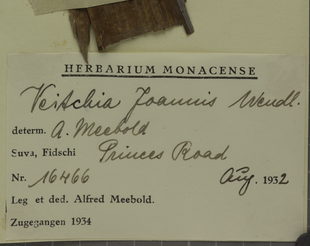 HERBARIUM MONACENSE
Veitchia Joannis Wendl.
determ. A. Meebold
Suva, Fidschi Princes Road
Nr. 16466 Aug. 1932
Leg et ded. Alfred Meebold.
Zugegangen 1934